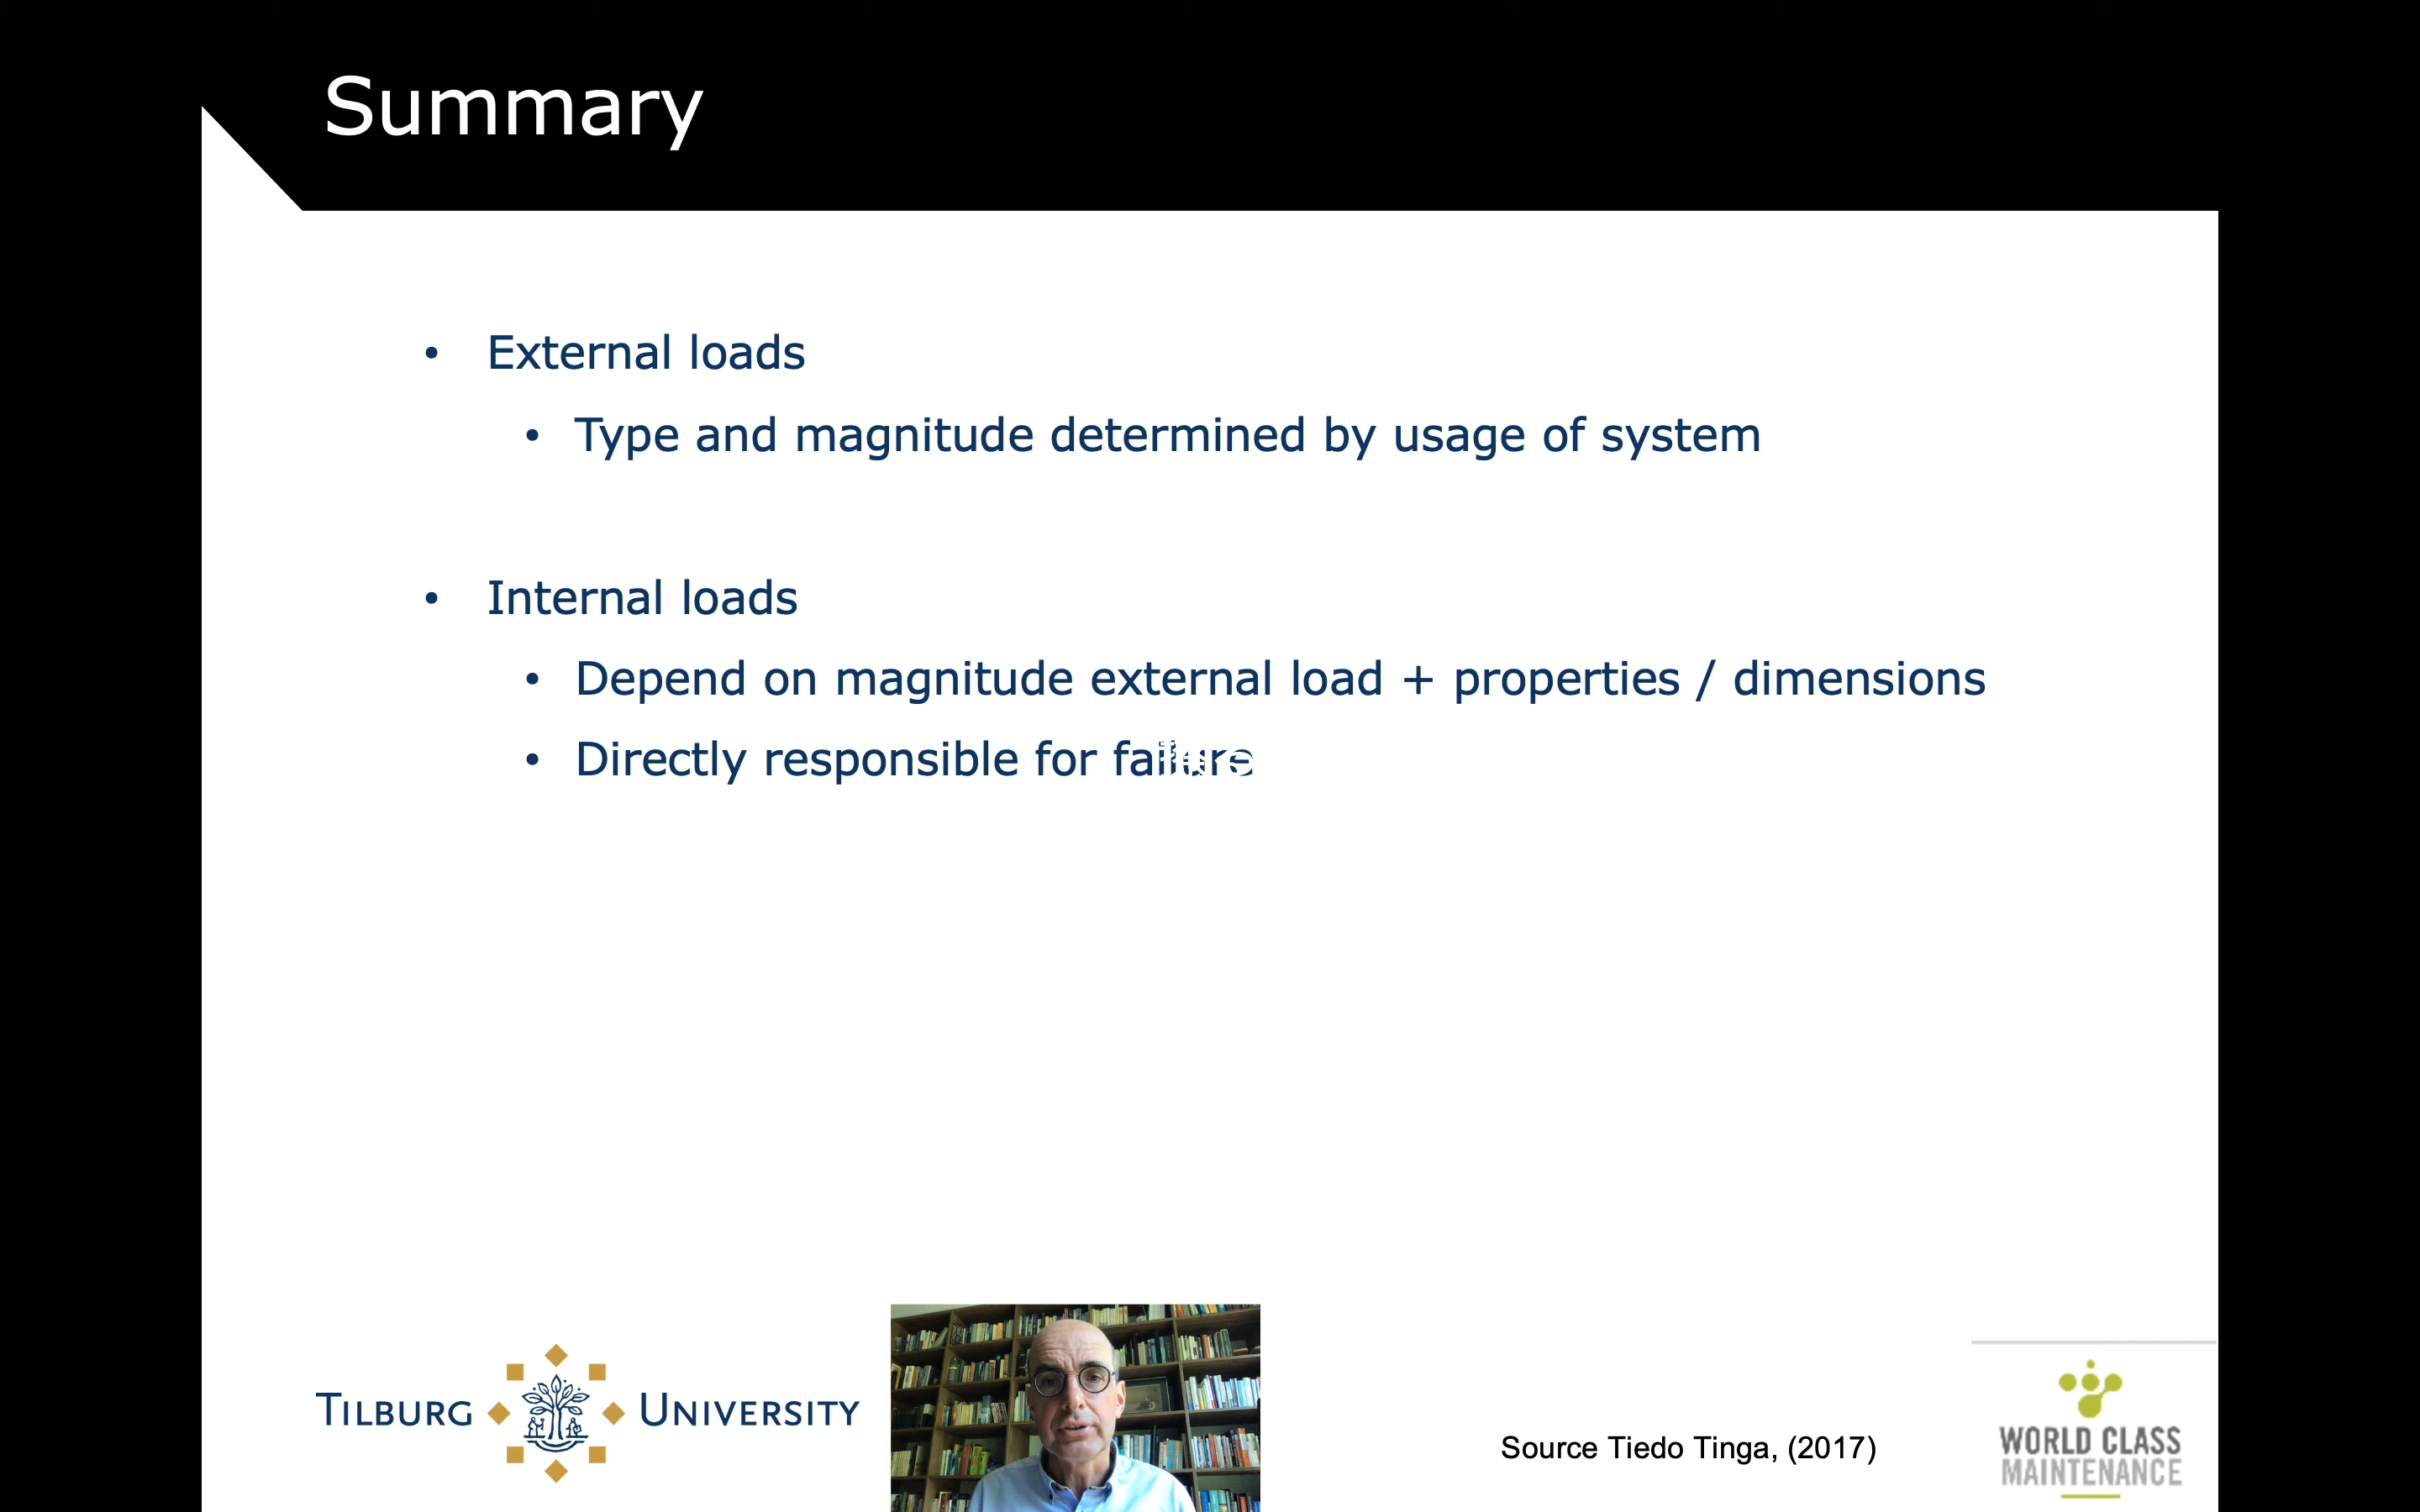 Summary
• External loads
• Type and magnitude determined by usage of system
• Internal loads
• Depend on magnitude external load + properties / dimensions
• Directly responsible for failure
TILBURG UNIVERSITY
Source Tiedo Tinga, (2017)
WORLD CLASS
MAINTENANCE